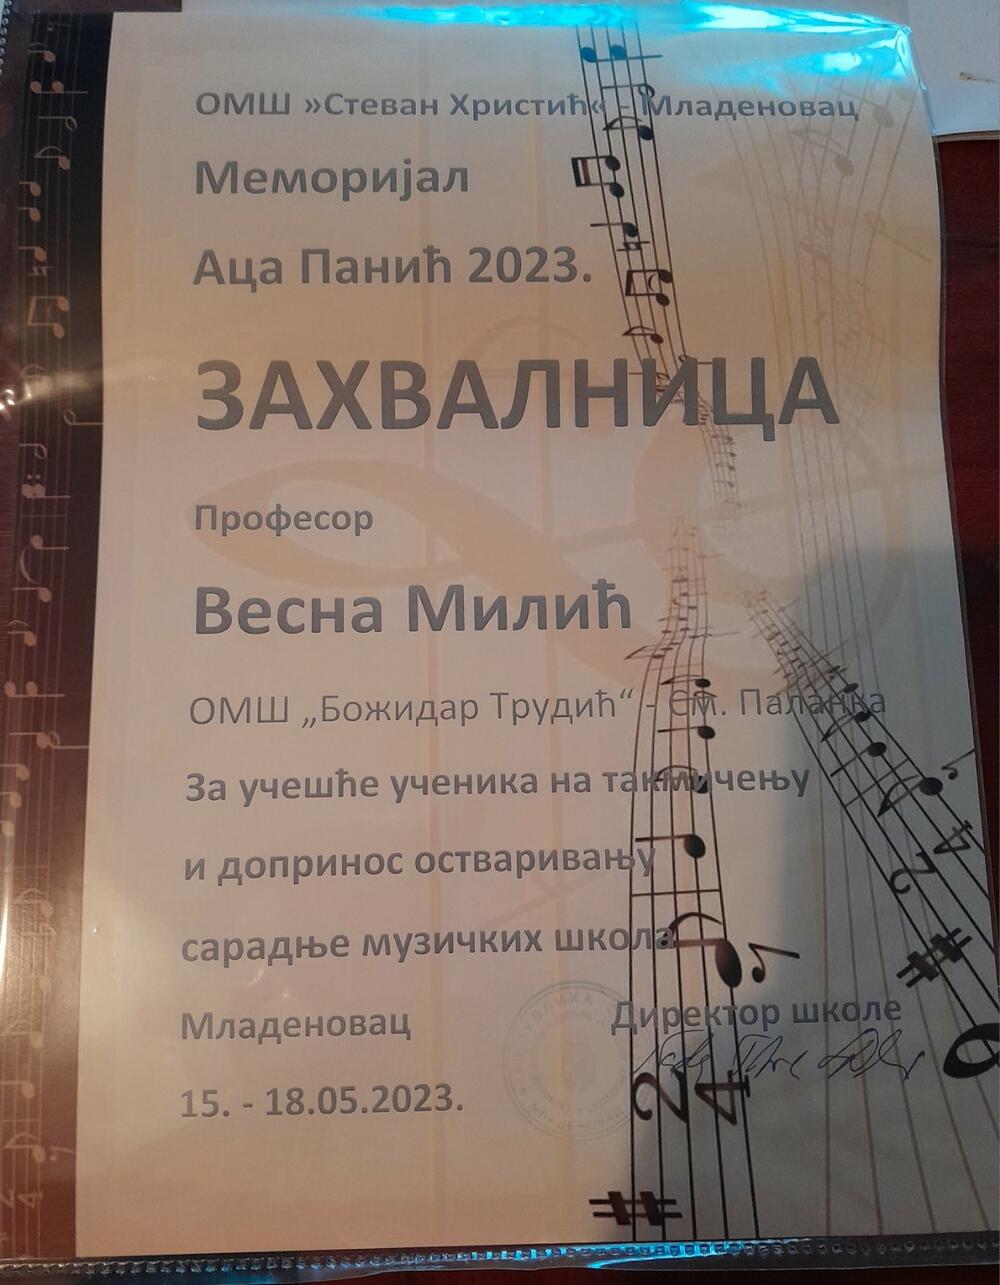 ОМШ »Стеван Христић« - Младеновац
Меморијал
Аца Панић 2023.
ЗАХВАЛНИЦА
Професор
Весна Милић
ОМШ „Божидар Трудић“ - См. Паланка
За учешће ученика на такмичењу
и допринос остваривању
сарадње музичких школа
Младеновац
Директор школе
15. - 18.05.2023.